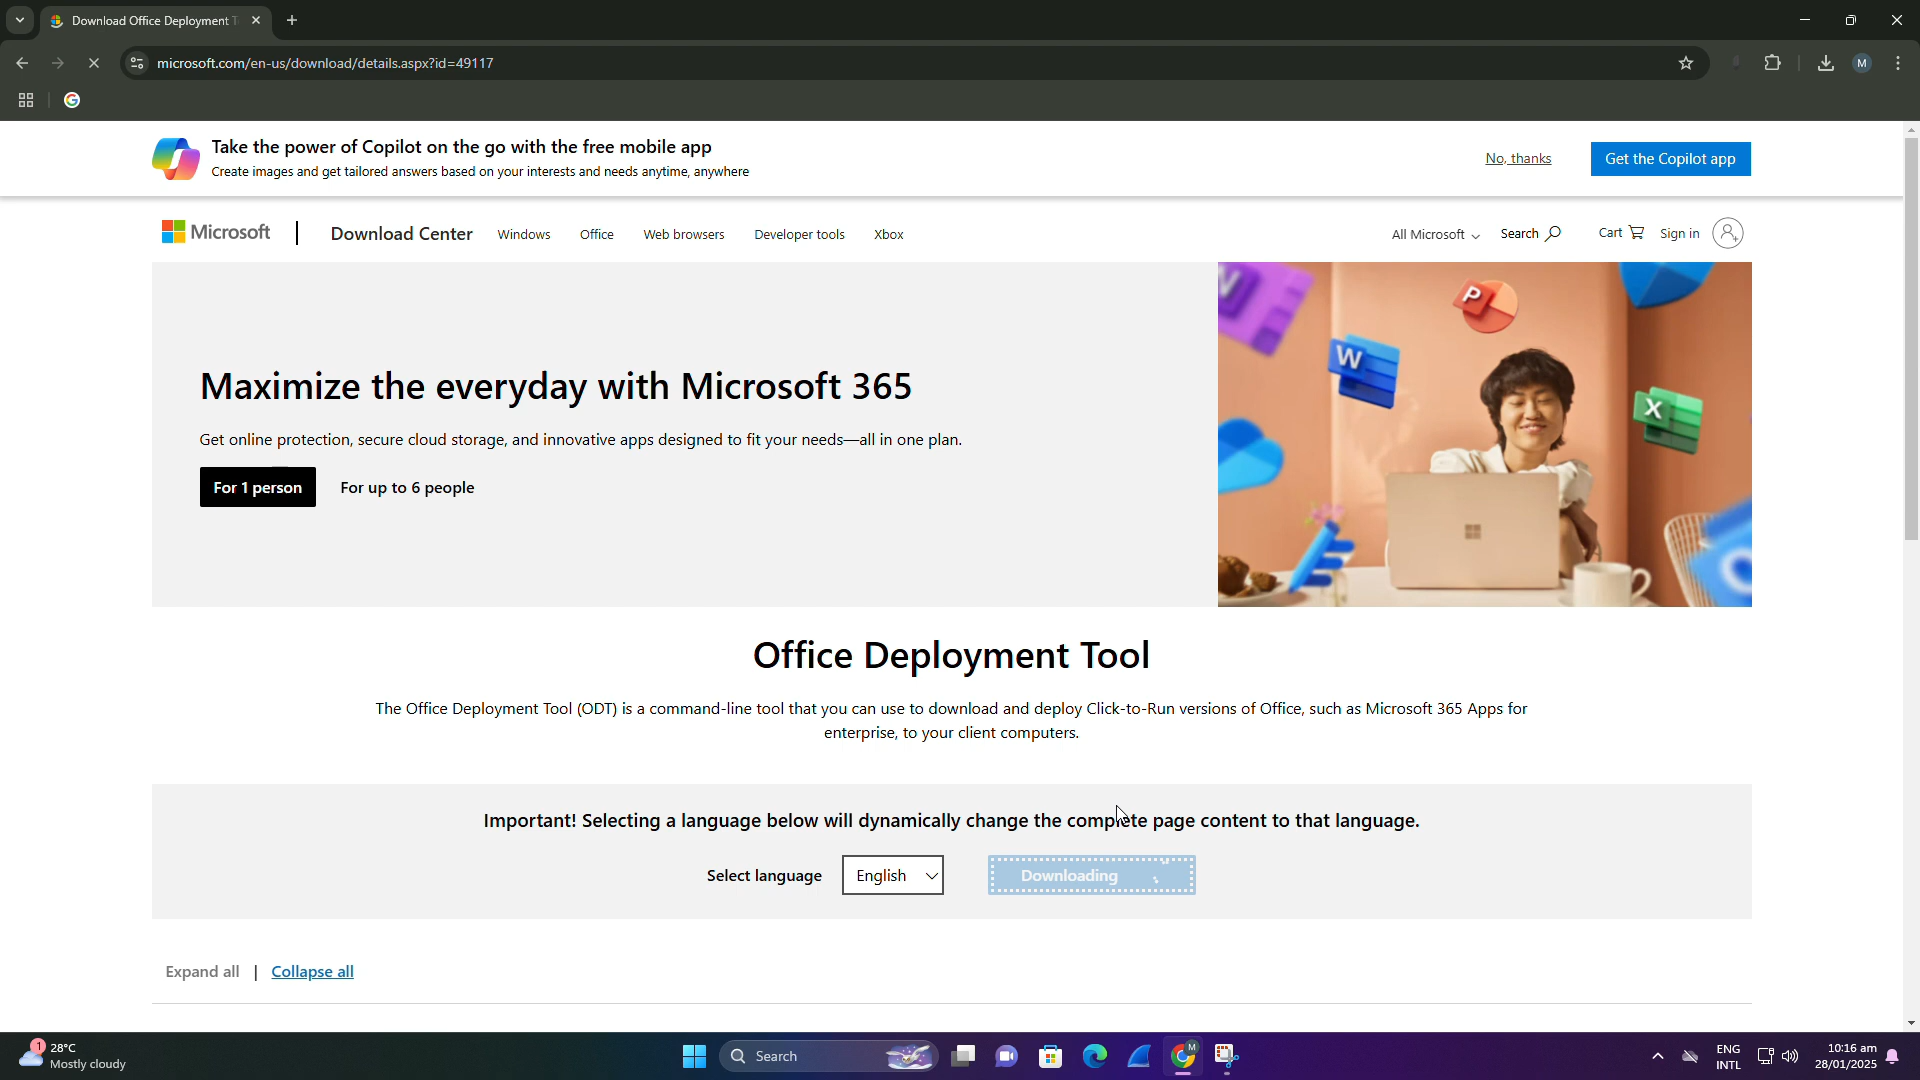 Download Office Deployment T
microsoft.com/en-us/download/details.aspx?id=49117
M
Take the power of Copilot on the go with the free mobile app
Create images and get tailored answers based on your interests and needs anytime, anywhere
No, thanks
Get the Copilot app
Microsoft
Download Center
Windows
Office
Web browsers
Developer tools
Xbox
All Microsoft
Search
Cart
Sign in
Maximize the everyday with Microsoft 365
Get online protection, secure cloud storage, and innovative apps designed to fit your needs—all in one plan.
For 1 person
For up to 6 people
N
P
W
X
Office Deployment Tool
The Office Deployment Tool (ODT) is a command-line tool that you can use to download and deploy Click-to-Run versions of Office, such as Microsoft 365 Apps for
enterprise, to your client computers.
Important! Selecting a language below will dynamically change the complete page content to that language.
Select language
English
Downloading
Expand all | Collapse all
1
28°C
Mostly cloudy
Search
M
ENG
INTL
10:16 am
28/01/2025